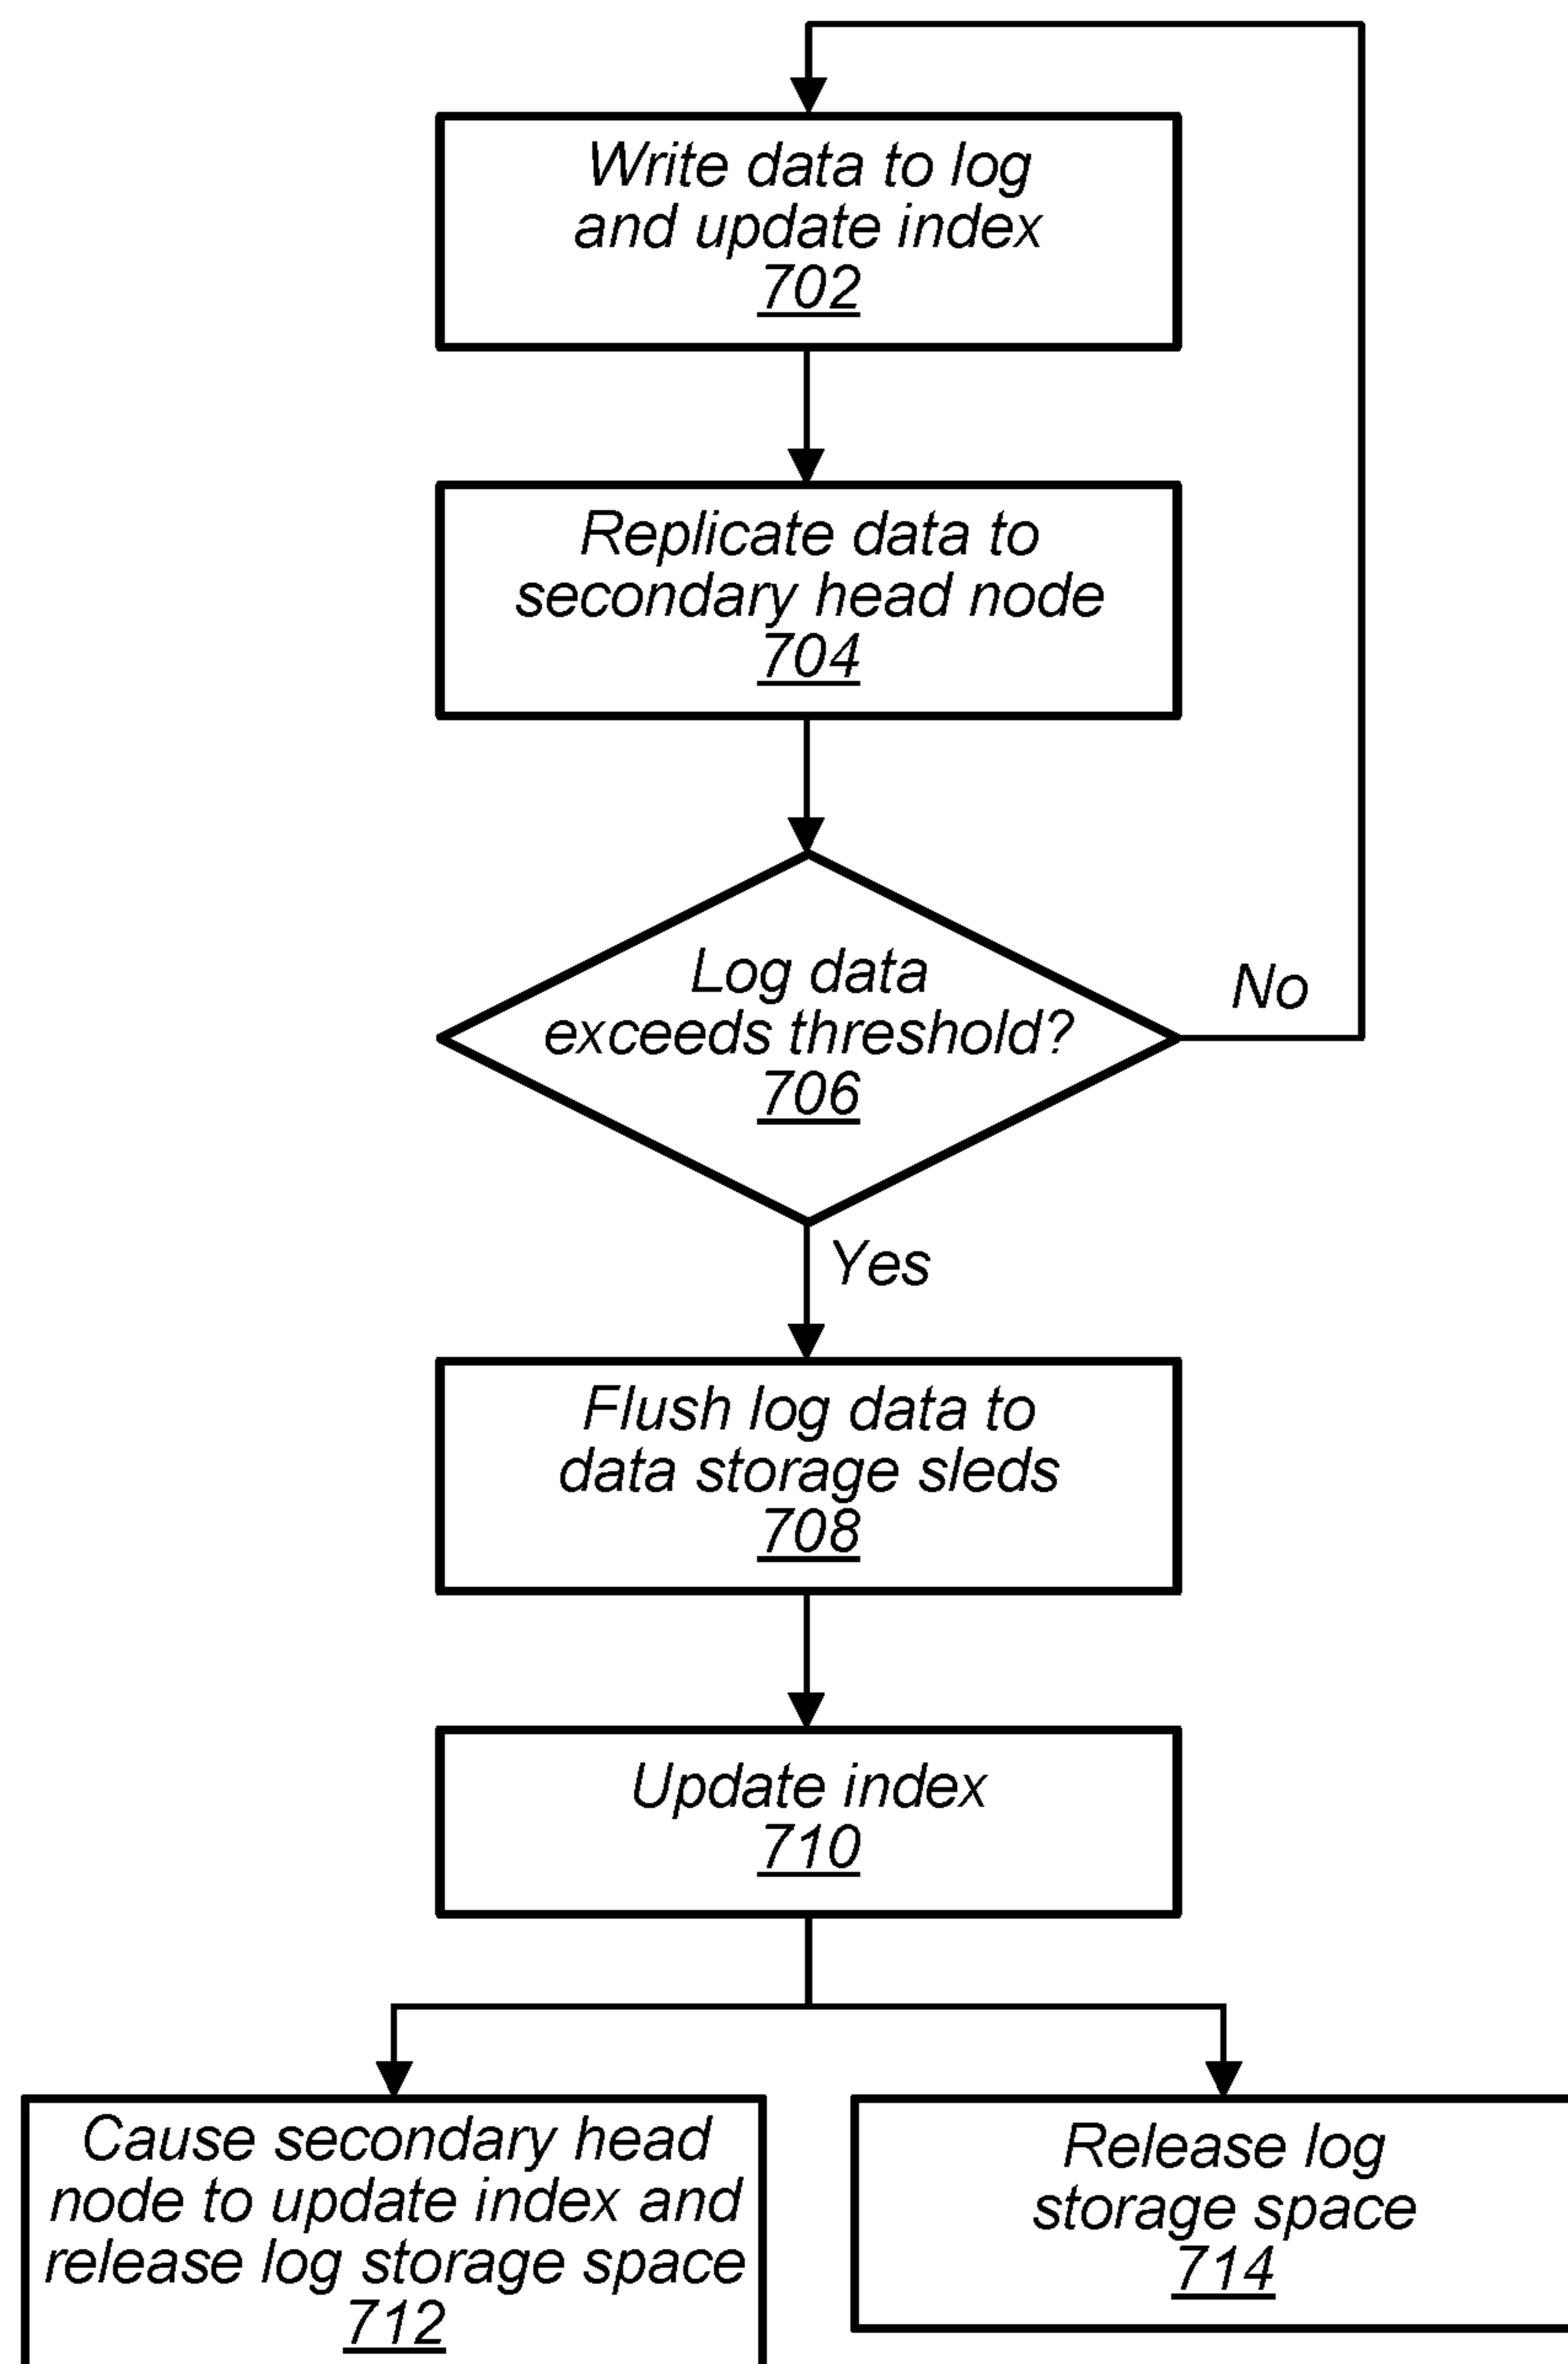 Write data to log
and update index
702
Replicate data to
secondary head node
704
Log data
exceeds threshold?
706
No
Yes
Flush log data to
data storage sleds
708
Update index
710
Cause secondary head
node to update index and
release log storage space
712
Release log
storage space
714